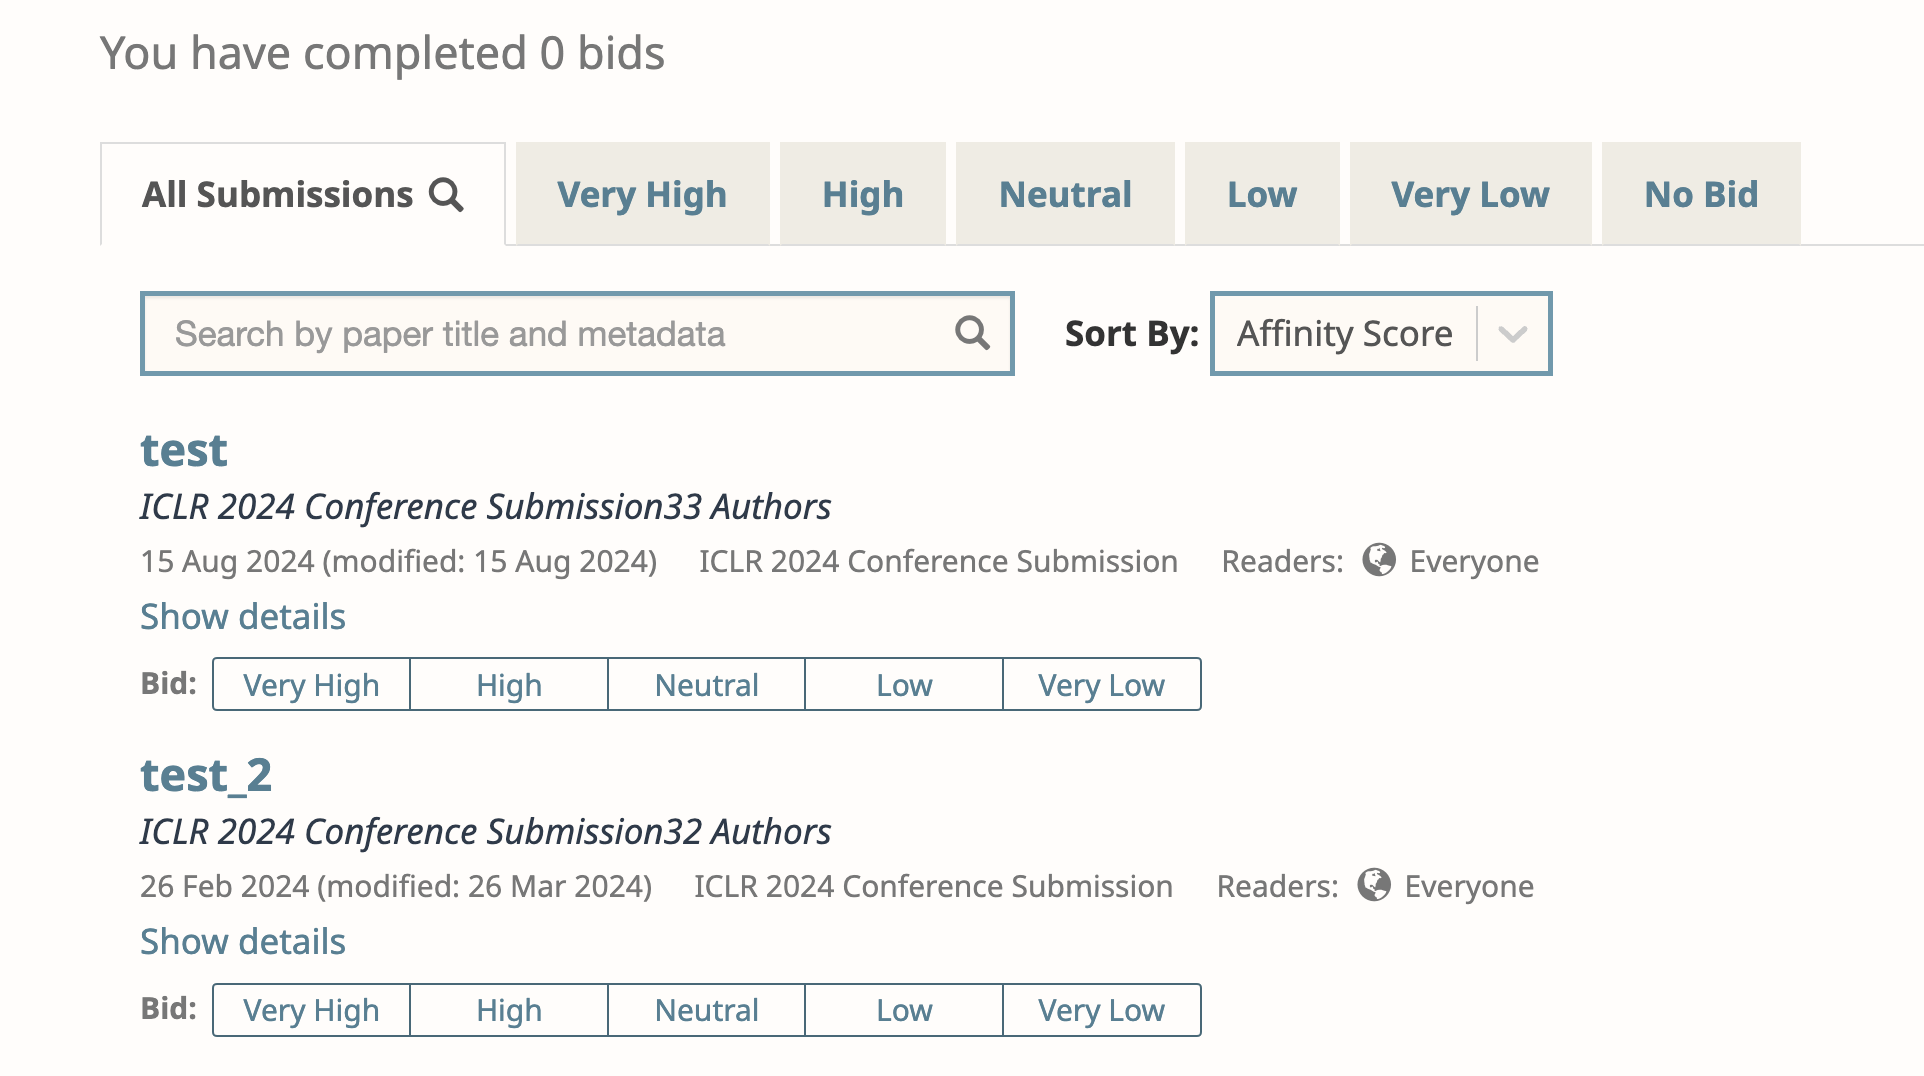 You have completed 0 bids
All Submissions Very High High Neutral Low Very Low No Bid
Search by paper title and metadata Sort By: Affinity Score
test
ICLR 2024 Conference Submission33 Authors
15 Aug 2024 (modified: 15 Aug 2024) ICLR 2024 Conference Submission Readers: Everyone
Show details
Bid: Very High High Neutral Low Very Low
test_2
ICLR 2024 Conference Submission32 Authors
26 Feb 2024 (modified: 26 Mar 2024) ICLR 2024 Conference Submission Readers: Everyone
Show details
Bid: Very High High Neutral Low Very Low